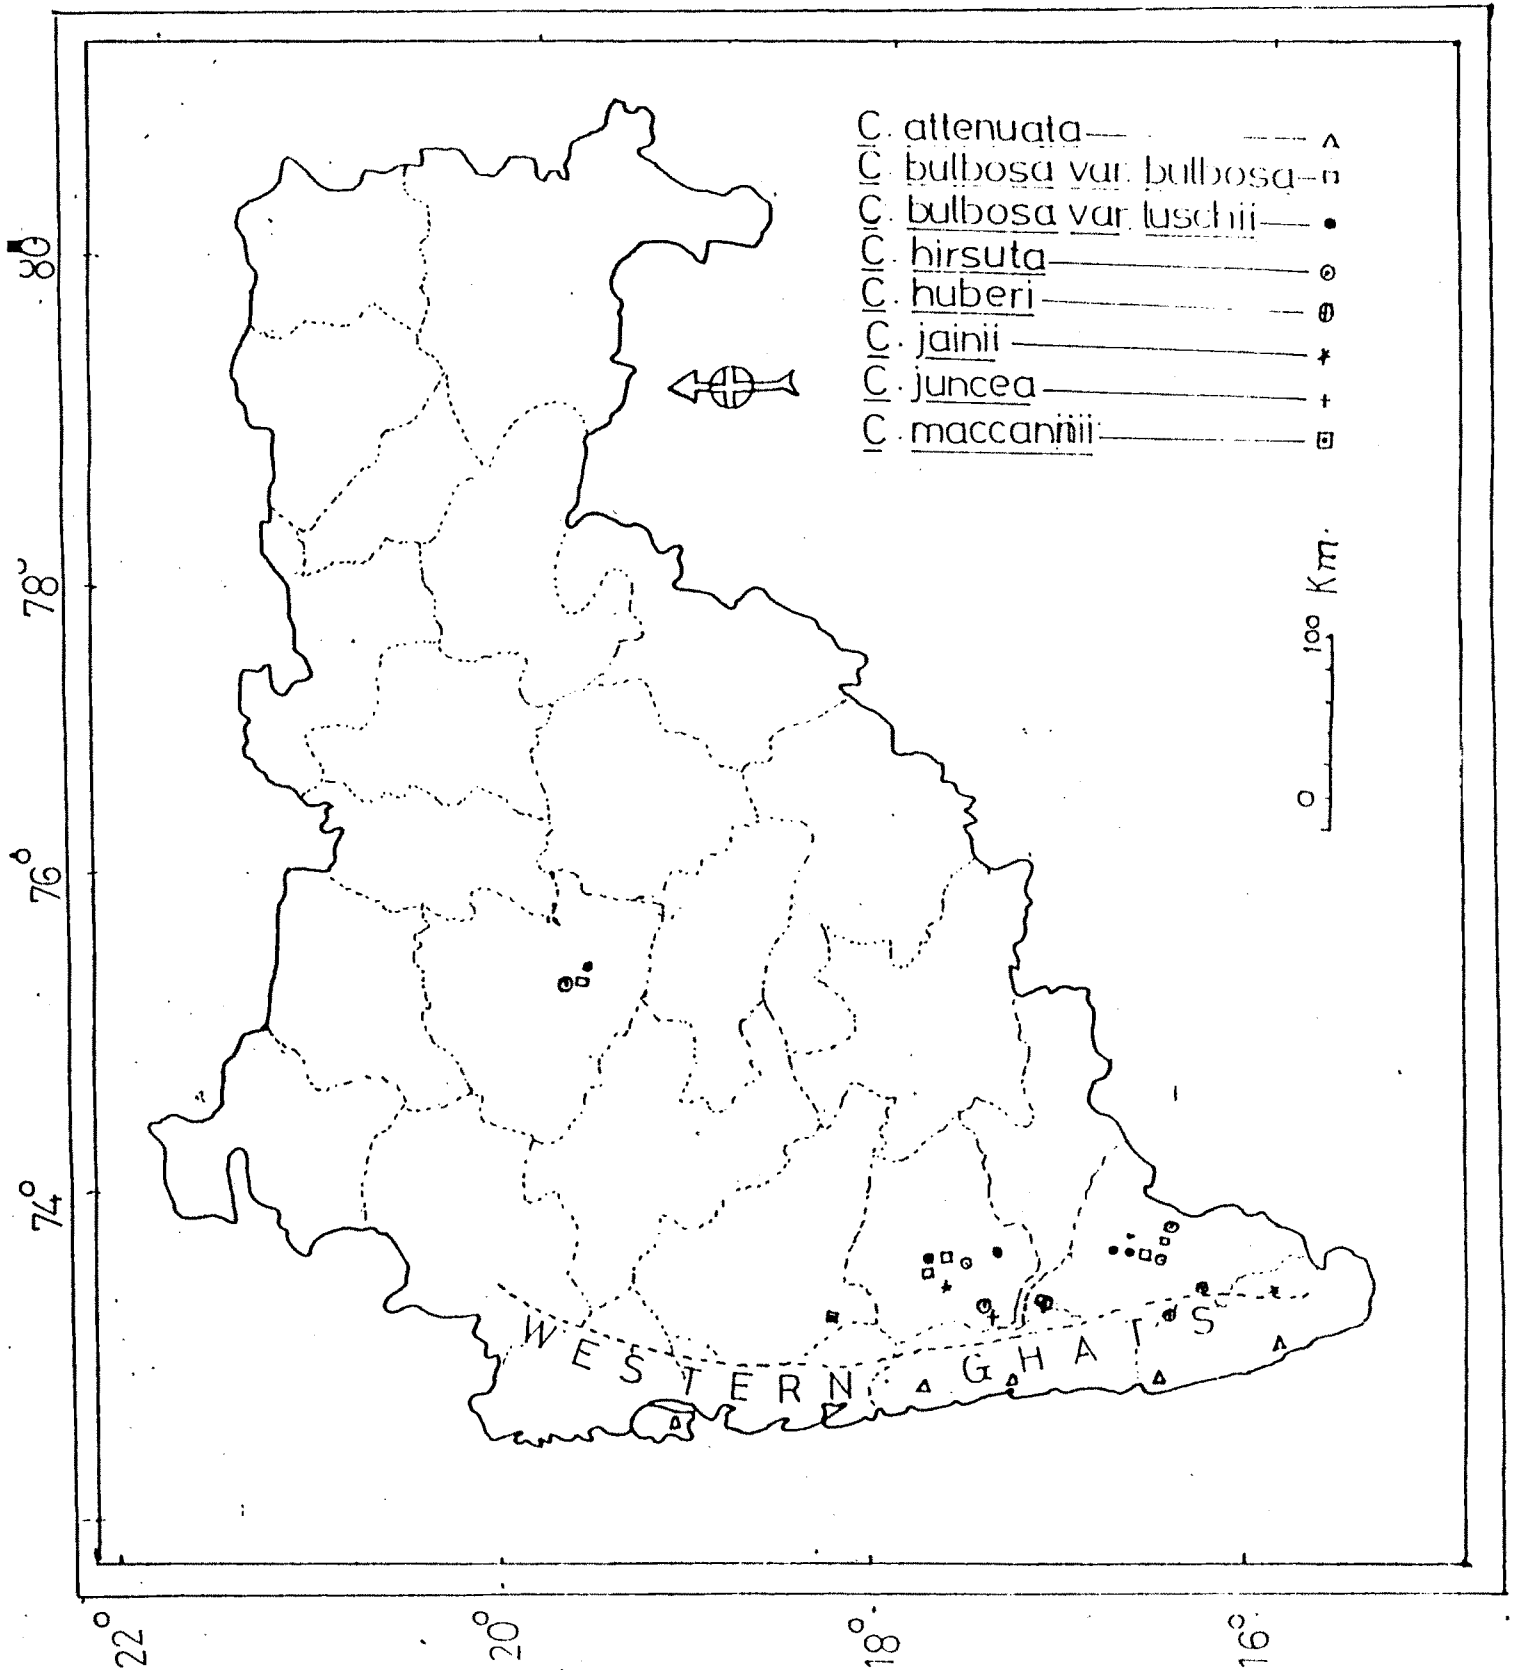 C. attenuata
C. bulbosa var. bulbosa
C. bulbosa var. luschii
C. hirsuta
C. huberi
C. jainii
C. juncea
C. maccannii
80
78°
76°
74°
100 Km.
0
WESTERN GHATS
22°
20°
18°
16°